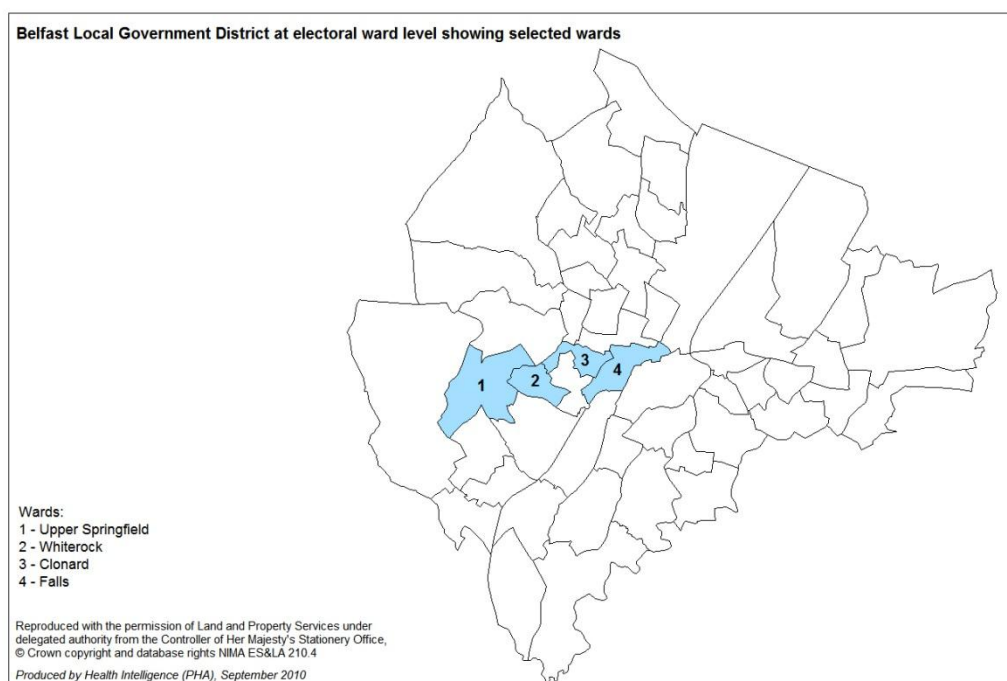 Belfast Local Government District at electoral ward level showing selected wards
1
2
3
4
Wards:
1 - Upper Springfield
2 - Whiterock
3 - Clonard
4 - Falls
Reproduced with the permission of Land and Property Services under
delegated authority from the Controller of Her Majesty's Stationery Office,
© Crown copyright and database rights NIMA ES&LA 210.4
Produced by Health Intelligence (PHA), September 2010